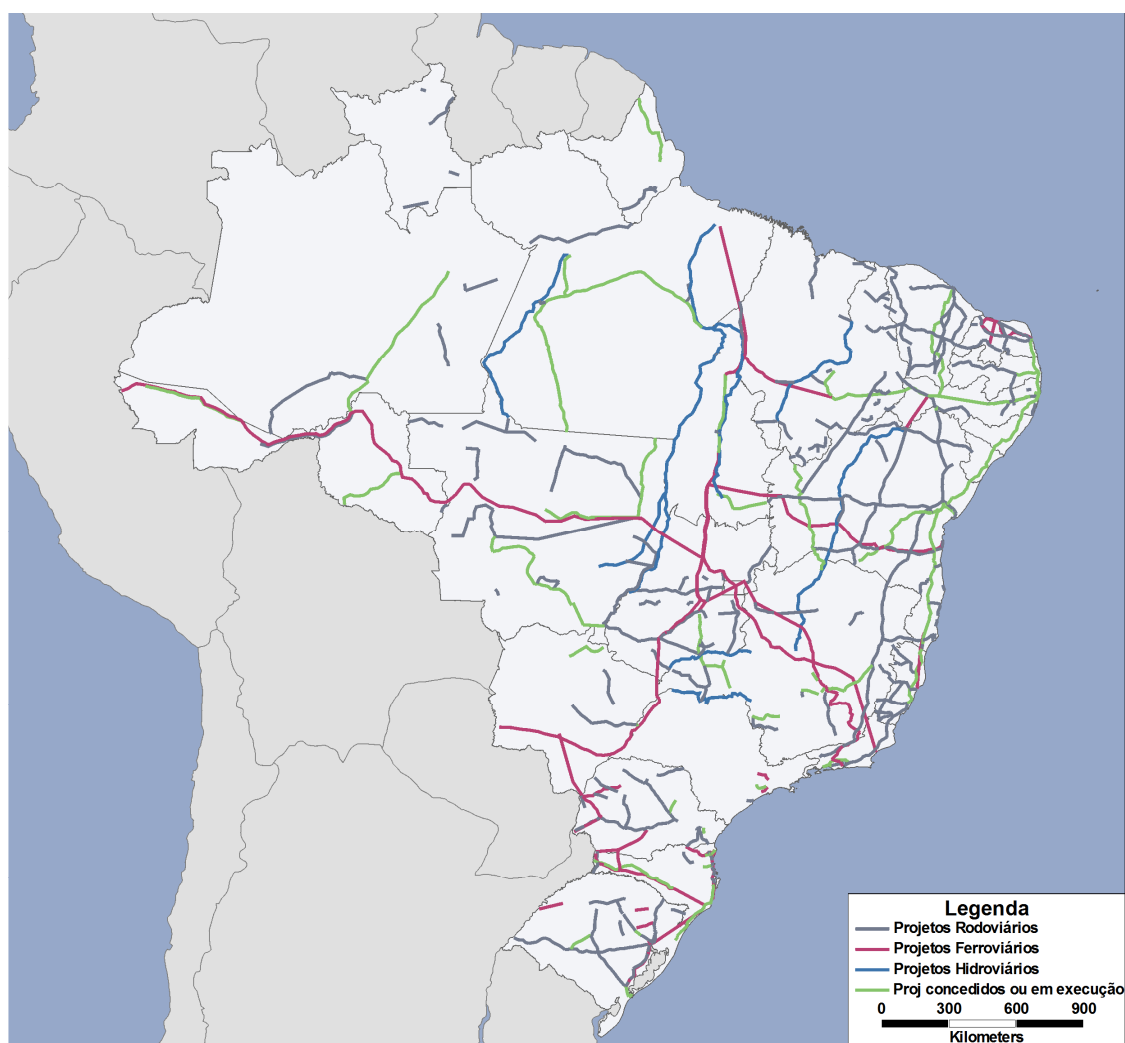 Legenda
Projetos Rodoviários
Projetos Ferroviários
Projetos Hidroviários
Proj concedidos ou em execução
0 300 600 900
Kilometers